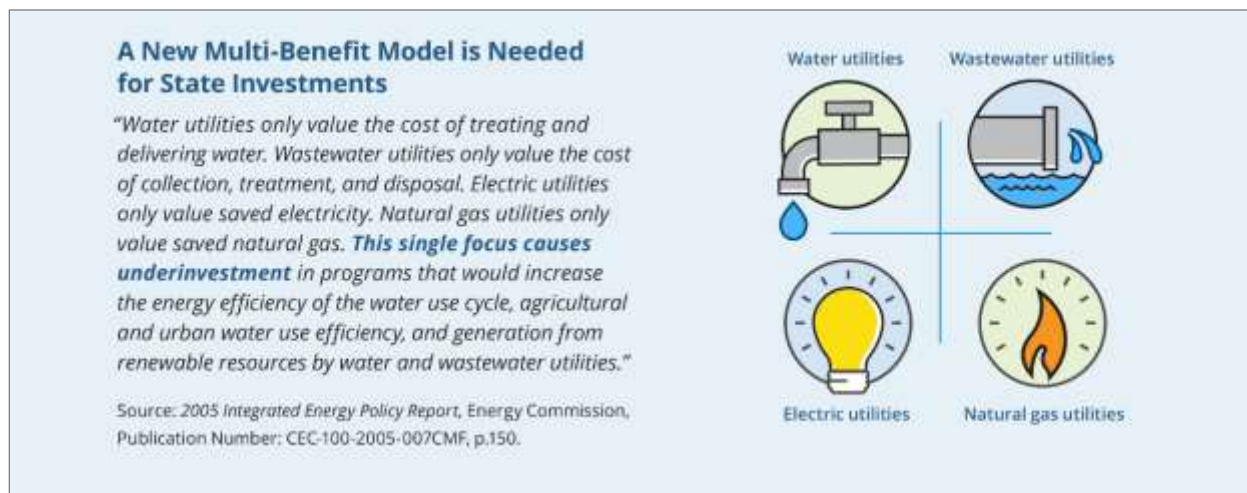 A New Multi-Benefit Model is Needed
for State Investments
“Water utilities only value the cost of treating and
delivering water. Wastewater utilities only value the cost
of collection, treatment, and disposal. Electric utilities
only value saved electricity. Natural gas utilities only
value saved natural gas. This single focus causes
underinvestment in programs that would increase
the energy efficiency of the water use cycle, agricultural
and urban water use efficiency, and generation from
renewable resources by water and wastewater utilities.”
Source: 2005 Integrated Energy Policy Report, Energy Commission,
Publication Number: CEC-100-2005-007CMF, p.150.
Water utilities
Wastewater utilities
Electric utilities
Natural gas utilities